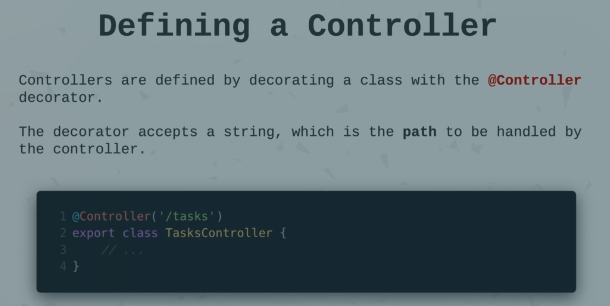 Defining a Controller
Controllers are defined by decorating a class with the @Controller
decorator.
The decorator accepts a string, which is the path to be handled by
the controller.
1 @Controller('/tasks')
2 export class TasksController {
3     // ...
4 }